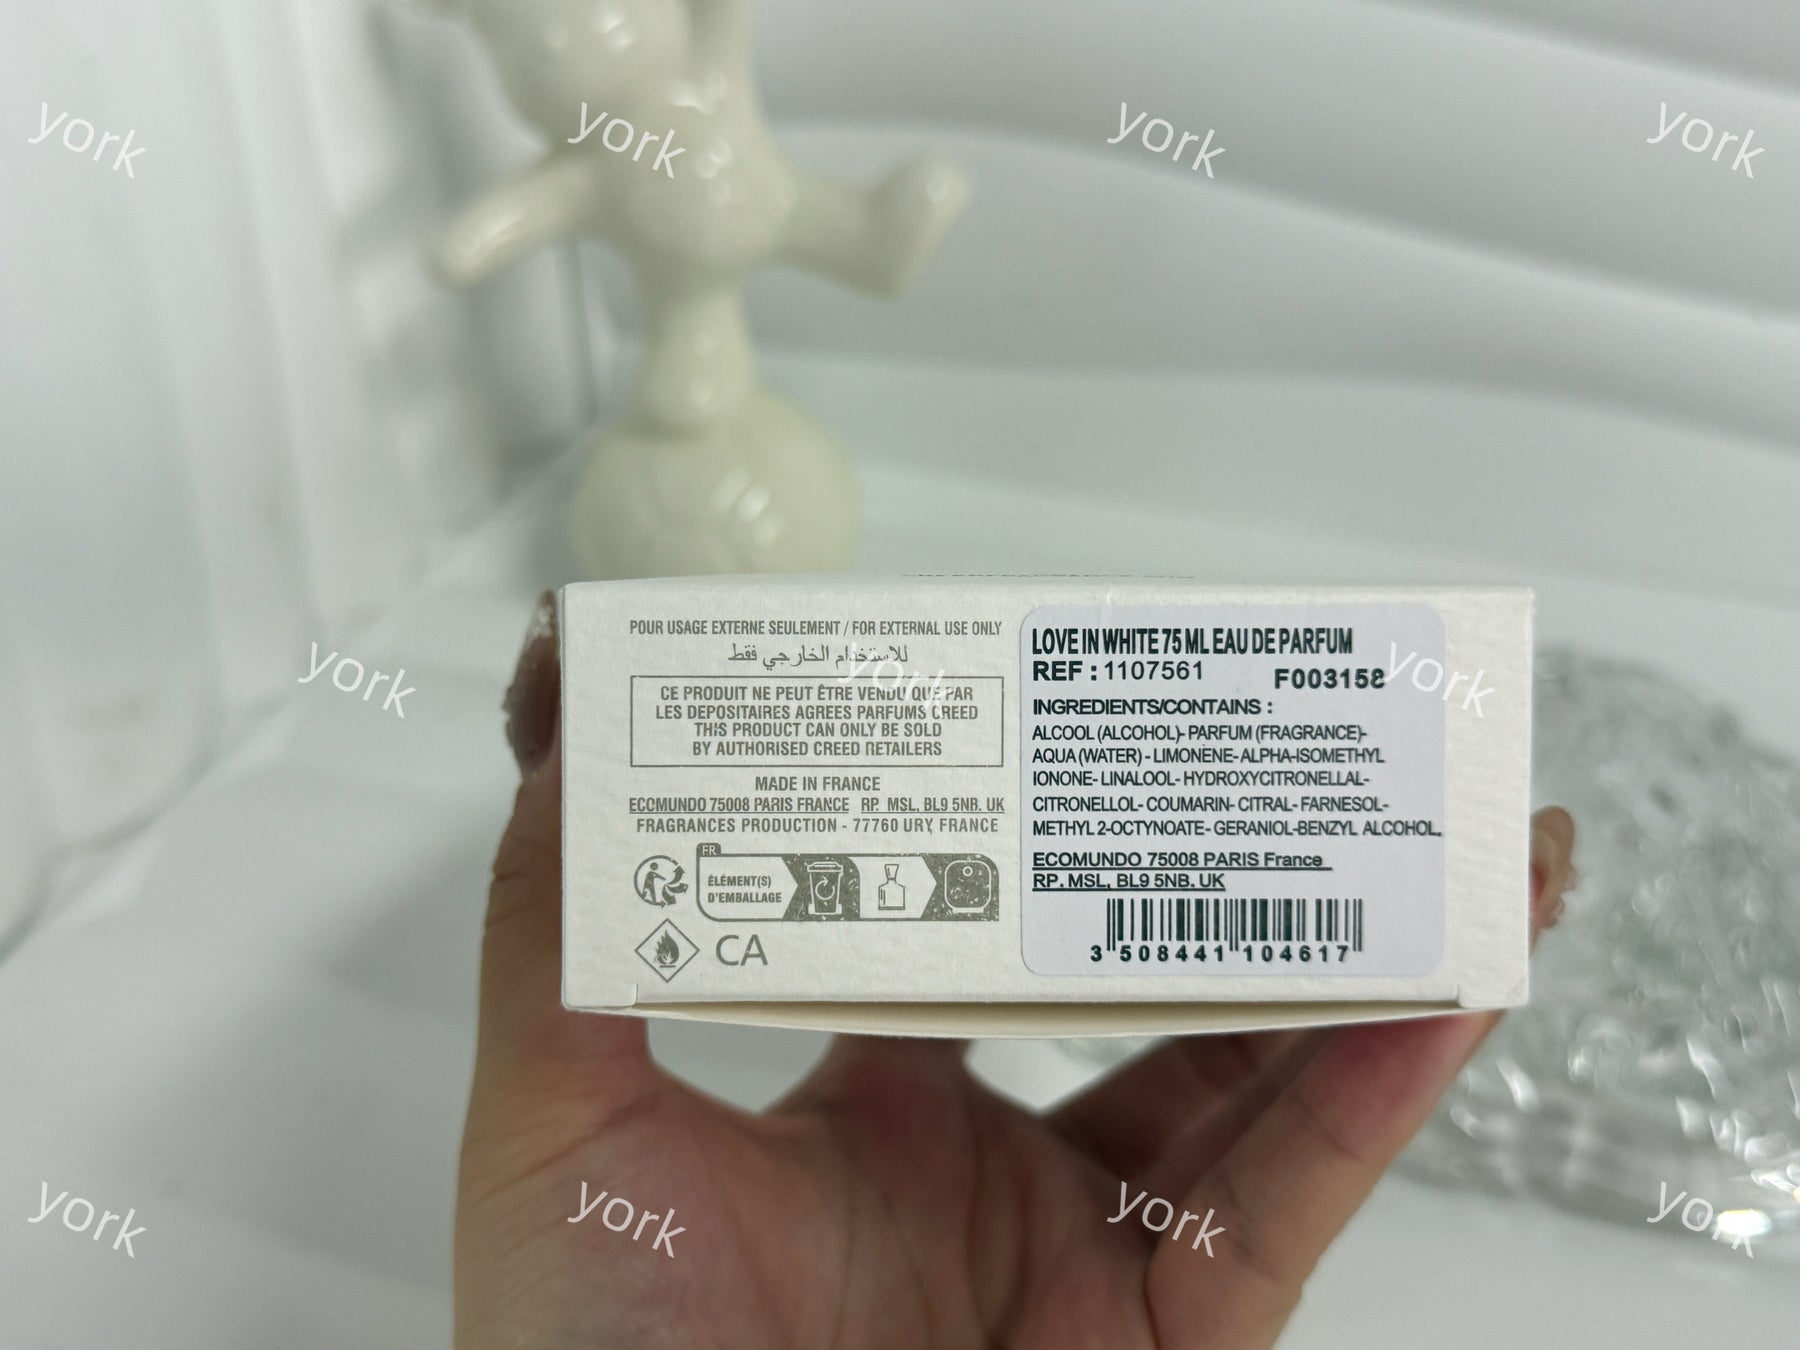 POUR USAGE EXTERNE SEULEMENT / FOR EXTERNAL USE ONLY
للاستخدام الخارجي فقط
CE PRODUIT NE PEUT ÊTRE VENDU QUE PAR
LES DEPOSITAIRES AGREES PARFUMS CREED
THIS PRODUCT CAN ONLY BE SOLD
BY AUTHORISED CREED RETAILERS
MADE IN FRANCE
ECOMUNDO 75008 PARIS FRANCE RP. MSL. BL9 5NB. UK
FRAGRANCES PRODUCTION - 77760 URY, FRANCE
FR
ÉLÉMENT(S)
D'EMBALLAGE
CA
LOVE IN WHITE 75 ML EAU DE PARFUM
REF : 1107561 F003158
INGREDIENTS/CONTAINS :
ALCOOL (ALCOHOL)- PARFUM (FRAGRANCE)-
AQUA (WATER) - LIMONENE- ALPHA-ISOMETHYL
IONONE- LINALOOL- HYDROXYCITRONELLAL-
CITRONELLOL- COUMARIN- CITRAL- FARNESOL-
METHYL 2-OCTYNOATE- GERANIOL-BENZYL ALCOHOL.
ECOMUNDO 75008 PARIS France
RP. MSL, BL9 5NB. UK
3 508441 104617
york
york
york
york
york
york
york
york
york
york
york